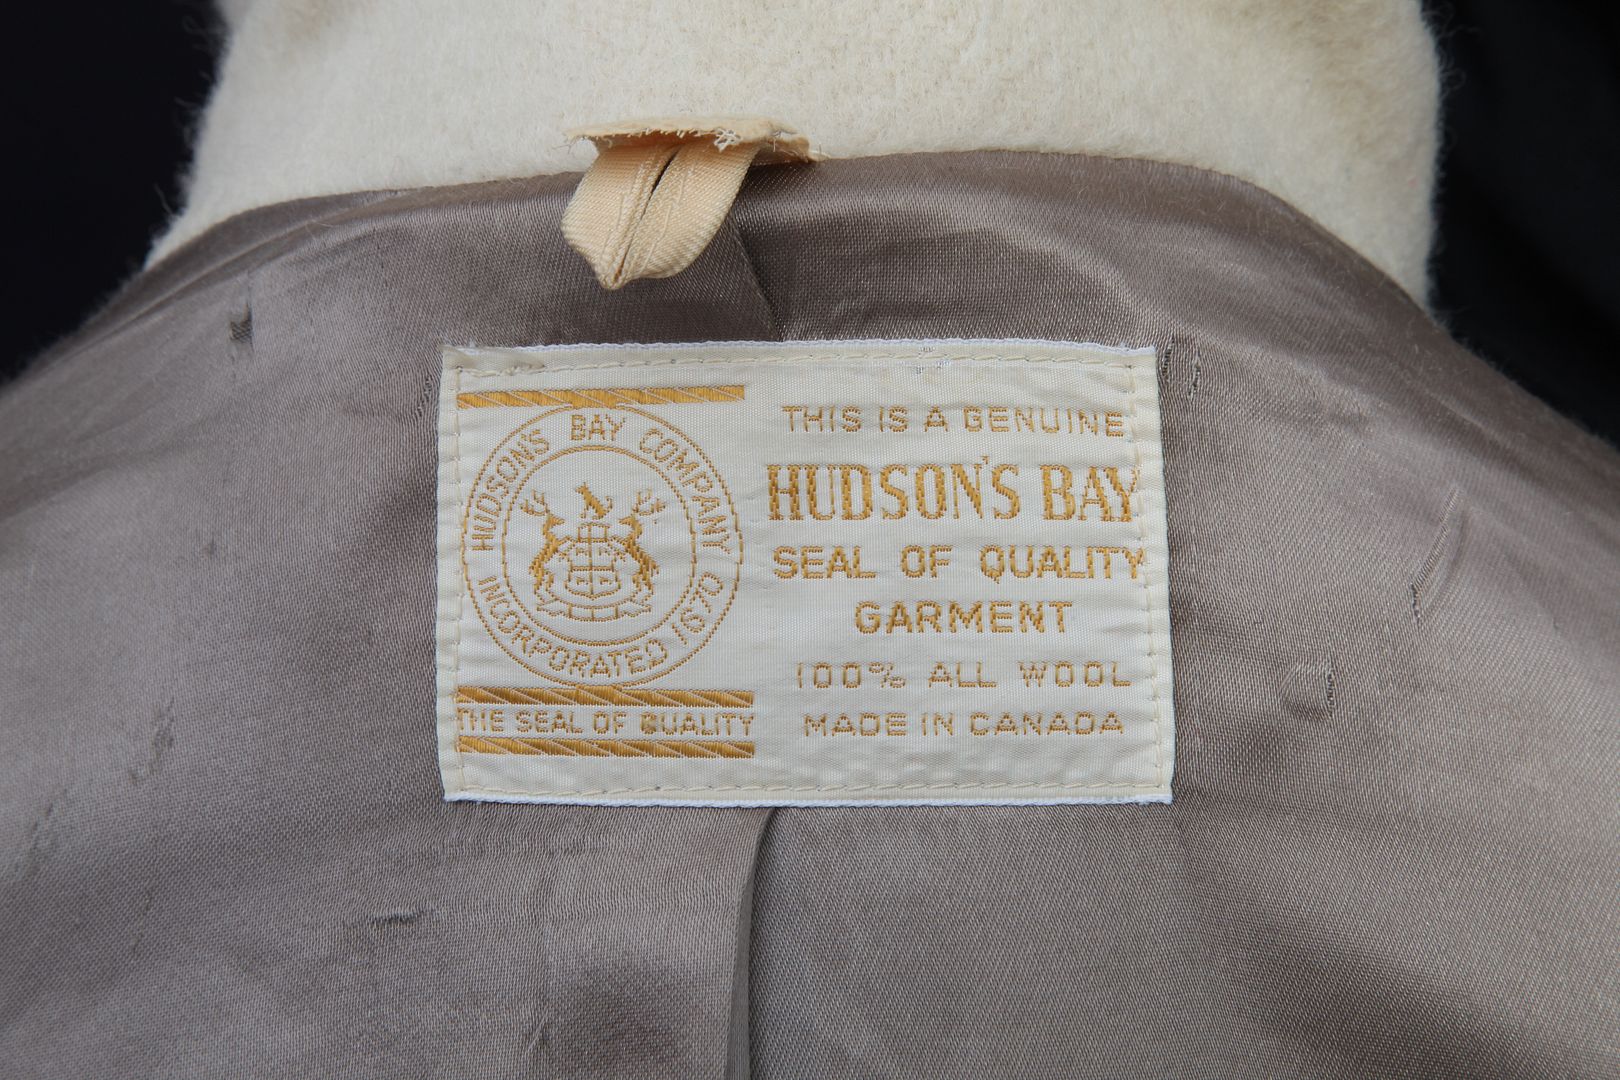 HUDSON'S BAY COMPANY
INCORPORATED 1670
THE SEAL OF QUALITY
THIS IS A GENUINE
HUDSON'S BAY
SEAL OF QUALITY
GARMENT
100% ALL WOOL
MADE IN CANADA